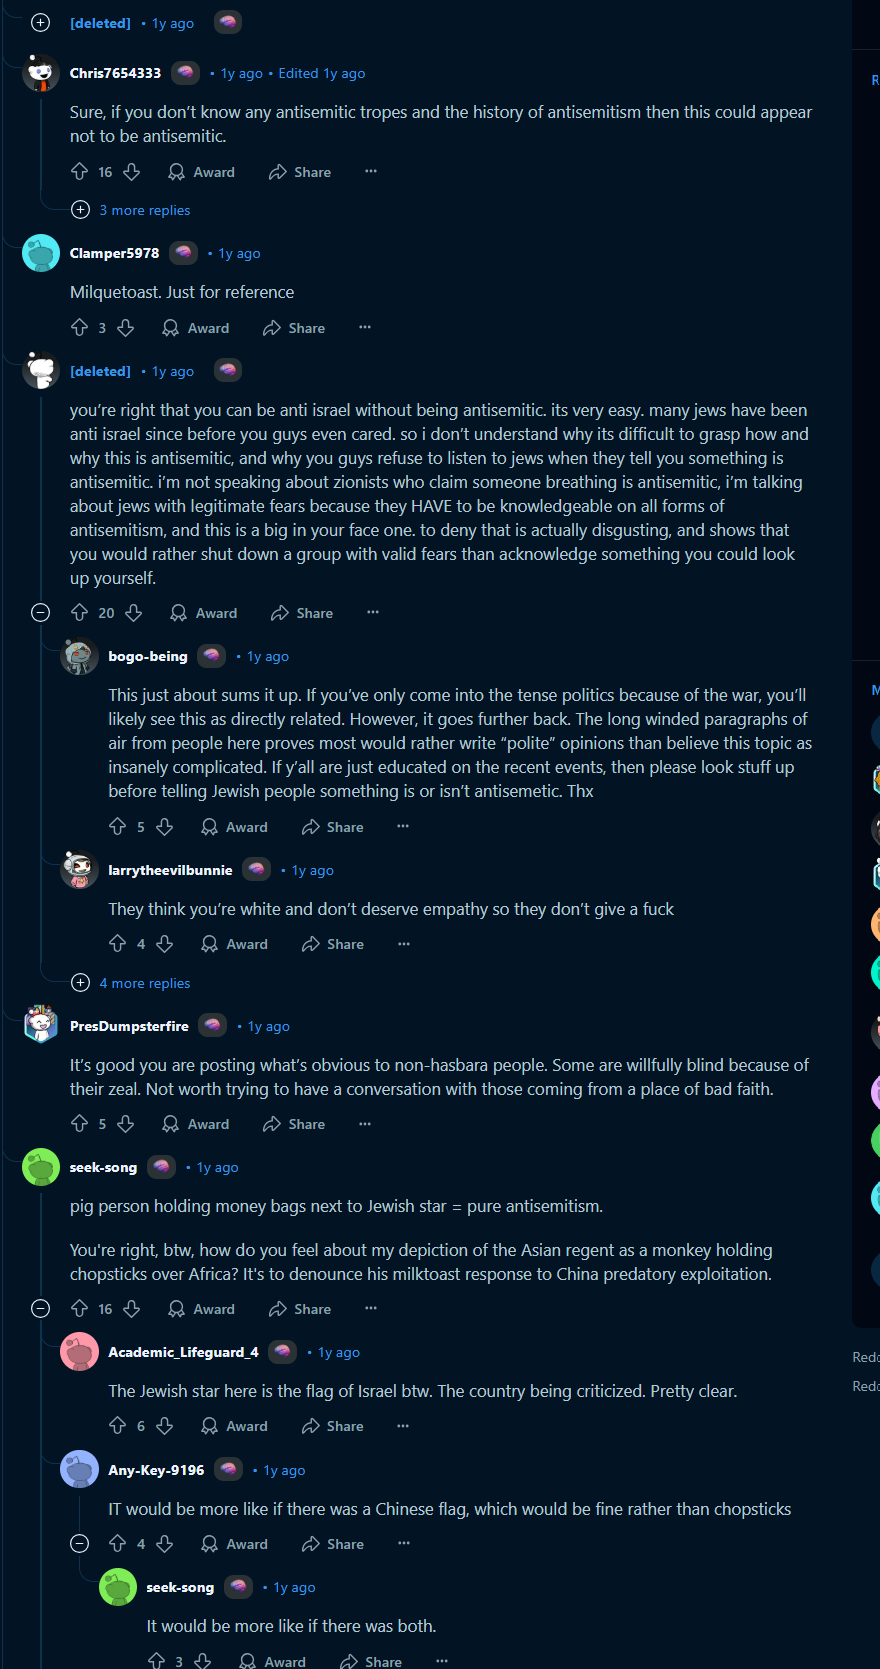 [deleted] • 1y ago
Chris7654333 • 1y ago • Edited 1y ago
Sure, if you don’t know any antisemitic tropes and the history of antisemitism then this could appear
not to be antisemitic.
16 Award Share ...
3 more replies
Clamper5978 • 1y ago
Milquetoast. Just for reference
3 Award Share ...
[deleted] • 1y ago
you’re right that you can be anti israel without being antisemitic. its very easy. many jews have been
anti israel since before you guys even cared. so i don’t understand why its difficult to grasp how and
why this is antisemitic, and why you guys refuse to listen to jews when they tell you something is
antisemitic. i’m not speaking about zionists who claim someone breathing is antisemitic, i’m talking
about jews with legitimate fears because they HAVE to be knowledgeable on all forms of
antisemitism, and this is a big in your face one. to deny that is actually disgusting, and shows that
you would rather shut down a group with valid fears than acknowledge something you could look
up yourself.
20 Award Share ...
bogo-being • 1y ago
This just about sums it up. If you’ve only come into the tense politics because of the war, you’ll
likely see this as directly related. However, it goes further back. The long winded paragraphs of
air from people here proves most would rather write “polite” opinions than believe this topic as
insanely complicated. If y’all are just educated on the recent events, then please look stuff up
before telling Jewish people something is or isn’t antisemetic. Thx
5 Award Share ...
larrytheevilbunnie • 1y ago
They think you’re white and don’t deserve empathy so they don’t give a fuck
4 Award Share ...
4 more replies
PresDumpsterfire • 1y ago
It’s good you are posting what’s obvious to non-hasbara people. Some are willfully blind because of
their zeal. Not worth trying to have a conversation with those coming from a place of bad faith.
5 Award Share ...
seek-song • 1y ago
pig person holding money bags next to Jewish star = pure antisemitism.
You're right, btw, how do you feel about my depiction of the Asian regent as a monkey holding
chopsticks over Africa? It's to denounce his milktoast response to China predatory exploitation.
16 Award Share ...
Academic_Lifeguard_4 • 1y ago
The Jewish star here is the flag of Israel btw. The country being criticized. Pretty clear.
6 Award Share ...
Any-Key-9196 • 1y ago
IT would be more like if there was a Chinese flag, which would be fine rather than chopsticks
4 Award Share ...
seek-song • 1y ago
It would be more like if there was both.
3 Award Share ...